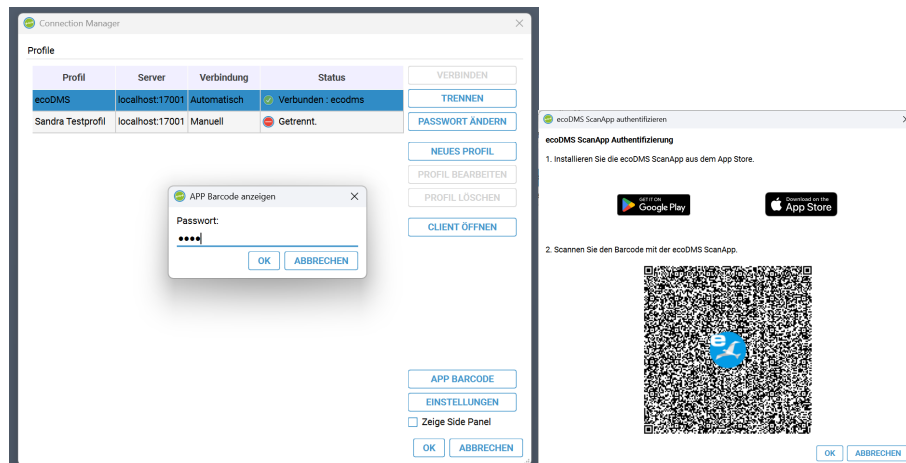 Connection Manager
Profile
Profil Server Verbindung Status
ecoDMS localhost:17001 Automatisch Verbunden : ecodms
Sandra Testprofil localhost:17001 Manuell Getrennt.
VERBINDEN
TRENNEN
PASSWORT ÄNDERN
NEUES PROFIL
PROFIL BEARBEITEN
PROFIL LÖSCHEN
CLIENT ÖFFNEN
APP Barcode anzeigen
Passwort:
OK ABBRECHEN
APP BARCODE
EINSTELLUNGEN
Zeige Side Panel
OK ABBRECHEN
ecoDMS ScanApp authentifizieren
ecoDMS ScanApp Authentifizierung
1. Installieren Sie die ecoDMS ScanApp aus dem App Store.
GET IT ON
Google Play
Download on the
App Store
2. Scannen Sie den Barcode mit der ecoDMS ScanApp.
e
OK ABBRECHEN